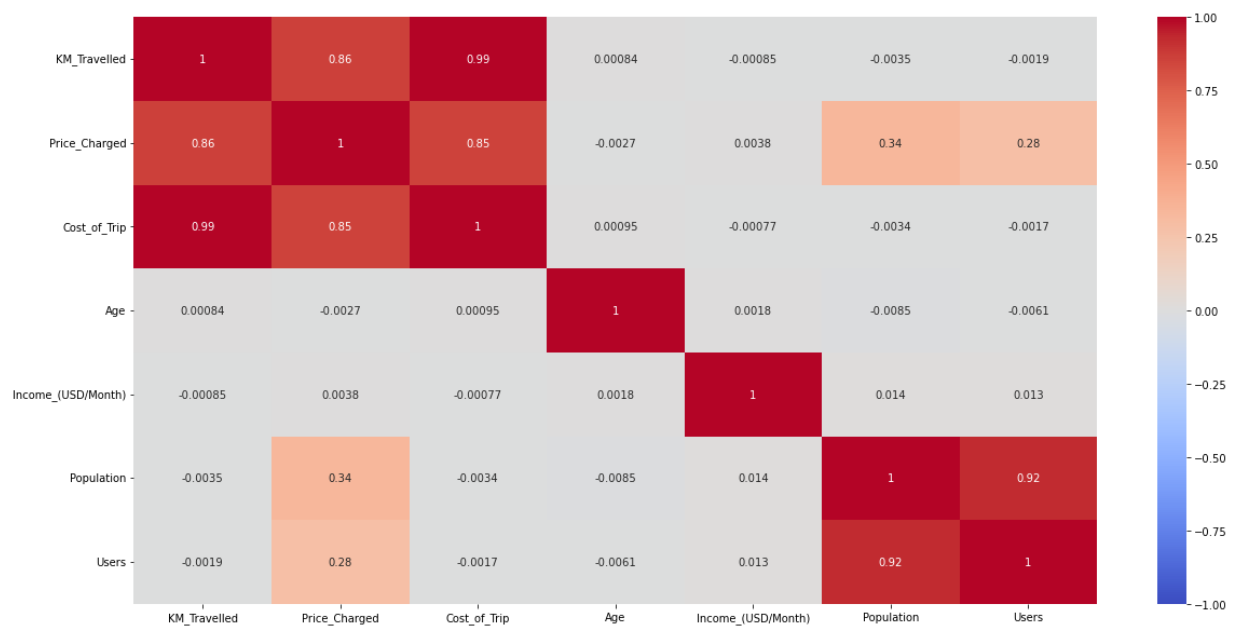 KM_Travelled 1 0.86 0.99 0.00084 -0.00085 -0.0035 -0.0019
Price_Charged 0.86 1 0.85 -0.0027 0.0038 0.34 0.28
Cost_of_Trip 0.99 0.85 1 0.00095 -0.00077 -0.0034 -0.0017
Age 0.00084 -0.0027 0.00095 1 0.0018 -0.0085 -0.0061
Income_(USD/Month) -0.00085 0.0038 -0.00077 0.0018 1 0.014 0.013
Population -0.0035 0.34 -0.0034 -0.0085 0.014 1 0.92
Users -0.0019 0.28 -0.0017 -0.0061 0.013 0.92 1
KM_Travelled Price_Charged Cost_of_Trip Age Income_(USD/Month) Population Users
1.00
0.75
0.50
0.25
0.00
−0.25
−0.50
−0.75
−1.00